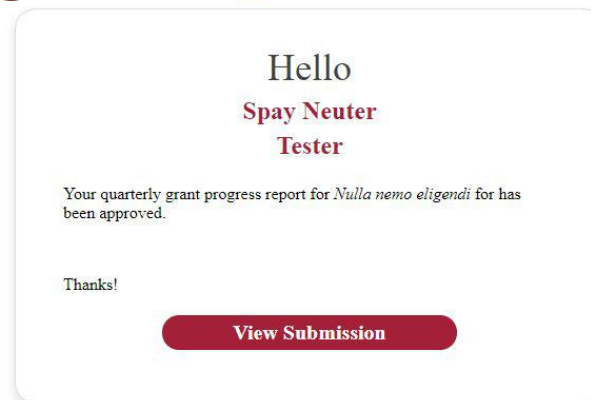 Hello
Spay Neuter
Tester
Your quarterly grant progress report for Nulla nemo eligendi for has
been approved.
Thanks!
View Submission